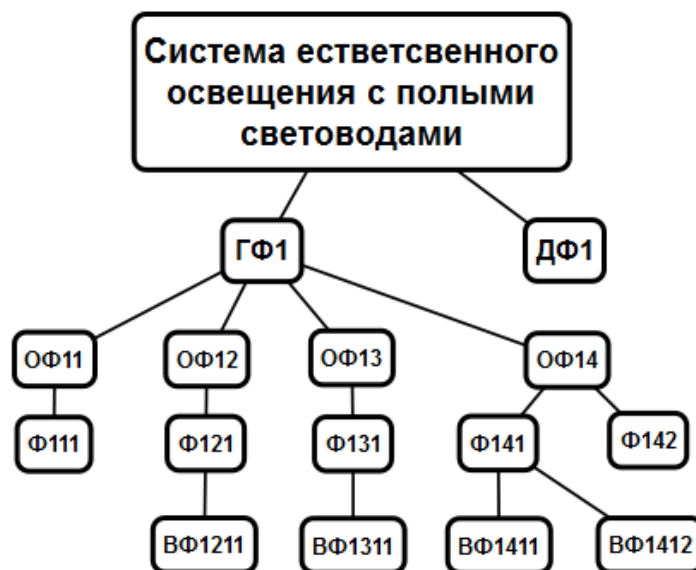 Система естветсвенного
освещения с полыми
световодами
ГФ1
ДФ1
ОФ11
ОФ12
ОФ13
ОФ14
Ф111
Ф121
Ф131
Ф141
Ф142
ВФ1211
ВФ1311
ВФ1411
ВФ1412